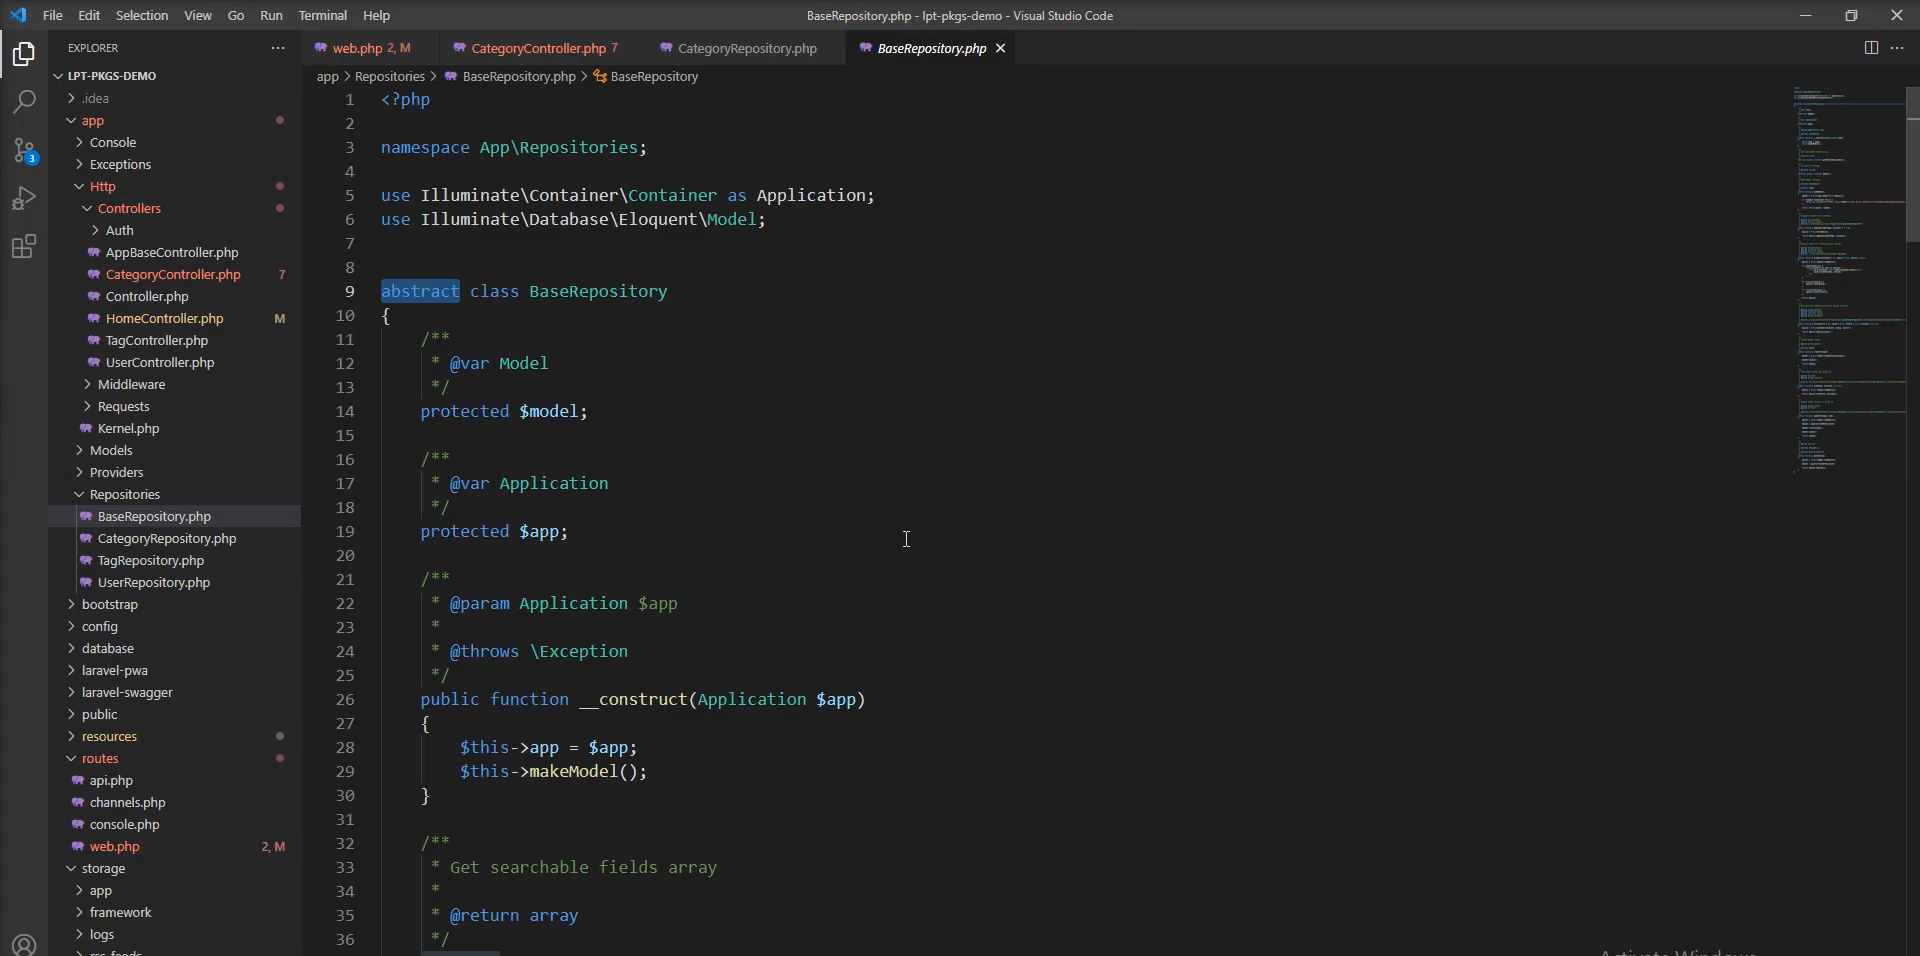 File Edit Selection View Go Run Terminal Help
BaseRepository.php - lpt-pkgs-demo - Visual Studio Code
EXPLORER
LPT-PKGS-DEMO
.idea
app
Console
Exceptions
Http
Controllers
Auth
AppBaseController.php
CategoryController.php 7
Controller.php
HomeController.php M
TagController.php
UserController.php
Middleware
Requests
Kernel.php
Models
Providers
Repositories
BaseRepository.php
CategoryRepository.php
TagRepository.php
UserRepository.php
bootstrap
config
database
laravel-pwa
laravel-swagger
public
resources
routes
api.php
channels.php
console.php
web.php 2, M
storage
app
framework
logs
3
web.php 2, M
CategoryController.php 7
CategoryRepository.php
BaseRepository.php
app > Repositories > BaseRepository.php > BaseRepository
1 <?php
2
3 namespace App\Repositories;
4
5 use Illuminate\Container\Container as Application;
6 use Illuminate\Database\Eloquent\Model;
7
8
9 abstract class BaseRepository
10 {
11 /**
12 * @var Model
13 */
14 protected $model;
15
16 /**
17 * @var Application
18 */
19 protected $app;
20
21 /**
22 * @param Application $app
23 *
24 * @throws \Exception
25 */
26 public function __construct(Application $app)
27 {
28 $this->app = $app;
29 $this->makeModel();
30 }
31
32 /**
33 * Get searchable fields array
34 *
35 * @return array
36 */